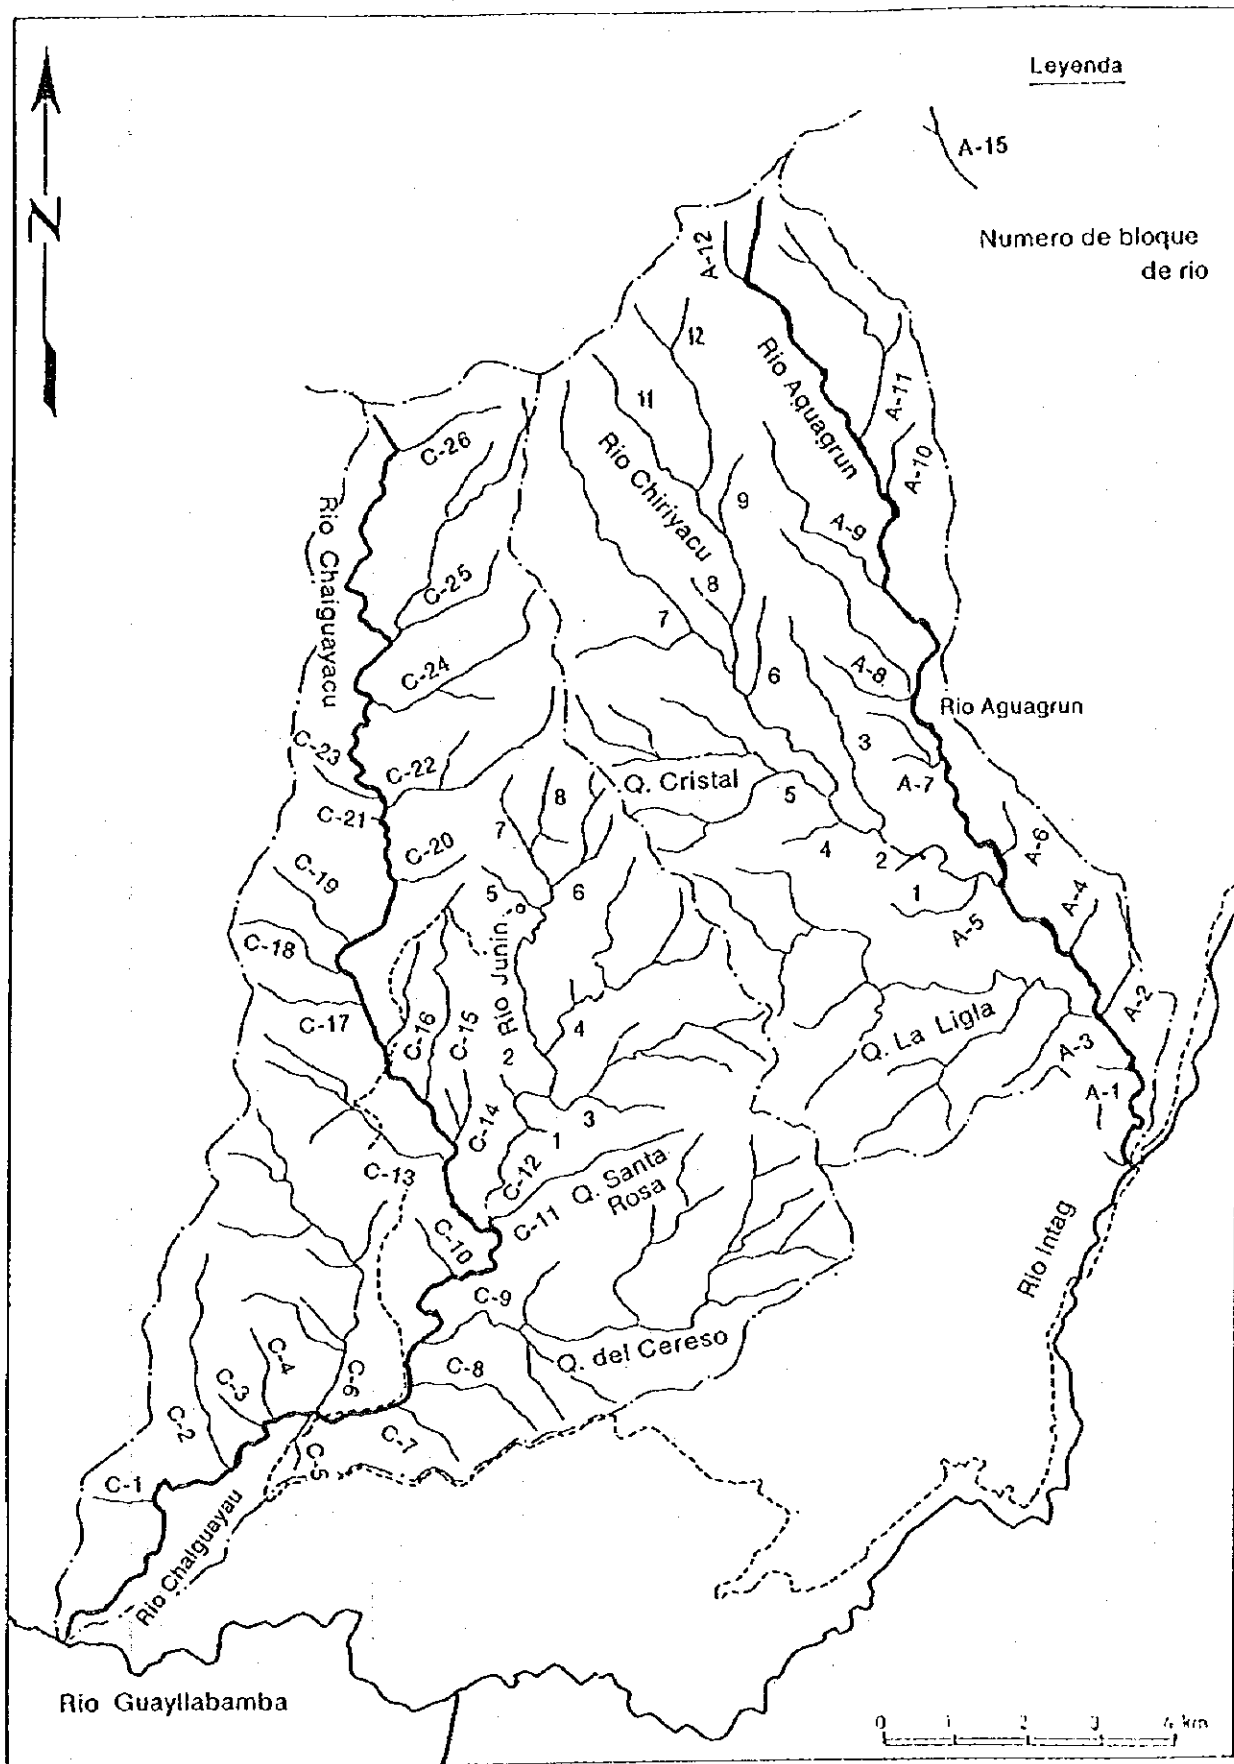 Leyenda
A-15
Numero de bloque
de rio
N
A-12
12
Rio Aguagrun
11
A-11
C-26
Rio Chiriyacu
A-10
9
A-9
Rio Chaiguayacu
C-25
8
7
C-24
6
A-8
Rio Aguagrun
3
C-23
C-22
Q. Cristal
A-7
8
5
C-21
7
4
2
A-6
C-20
C-19
5
6
1
A-4
A-5
C-18
Rio Junin
C-16
C-15
C-17
4
2
Q. La Ligla
A-2
A-3
A-1
C-14
3
1
C-12
C-13
Q. Santa
Rosa
C-11
C-10
Rio Intag
C-9
C-4
C-3
C-6
C-8
Q. del Cereso
C-2
C-7
C-5
C-1
Rio Chaiguayau
Rio Guayllabamba
0 1 2 3 4 km